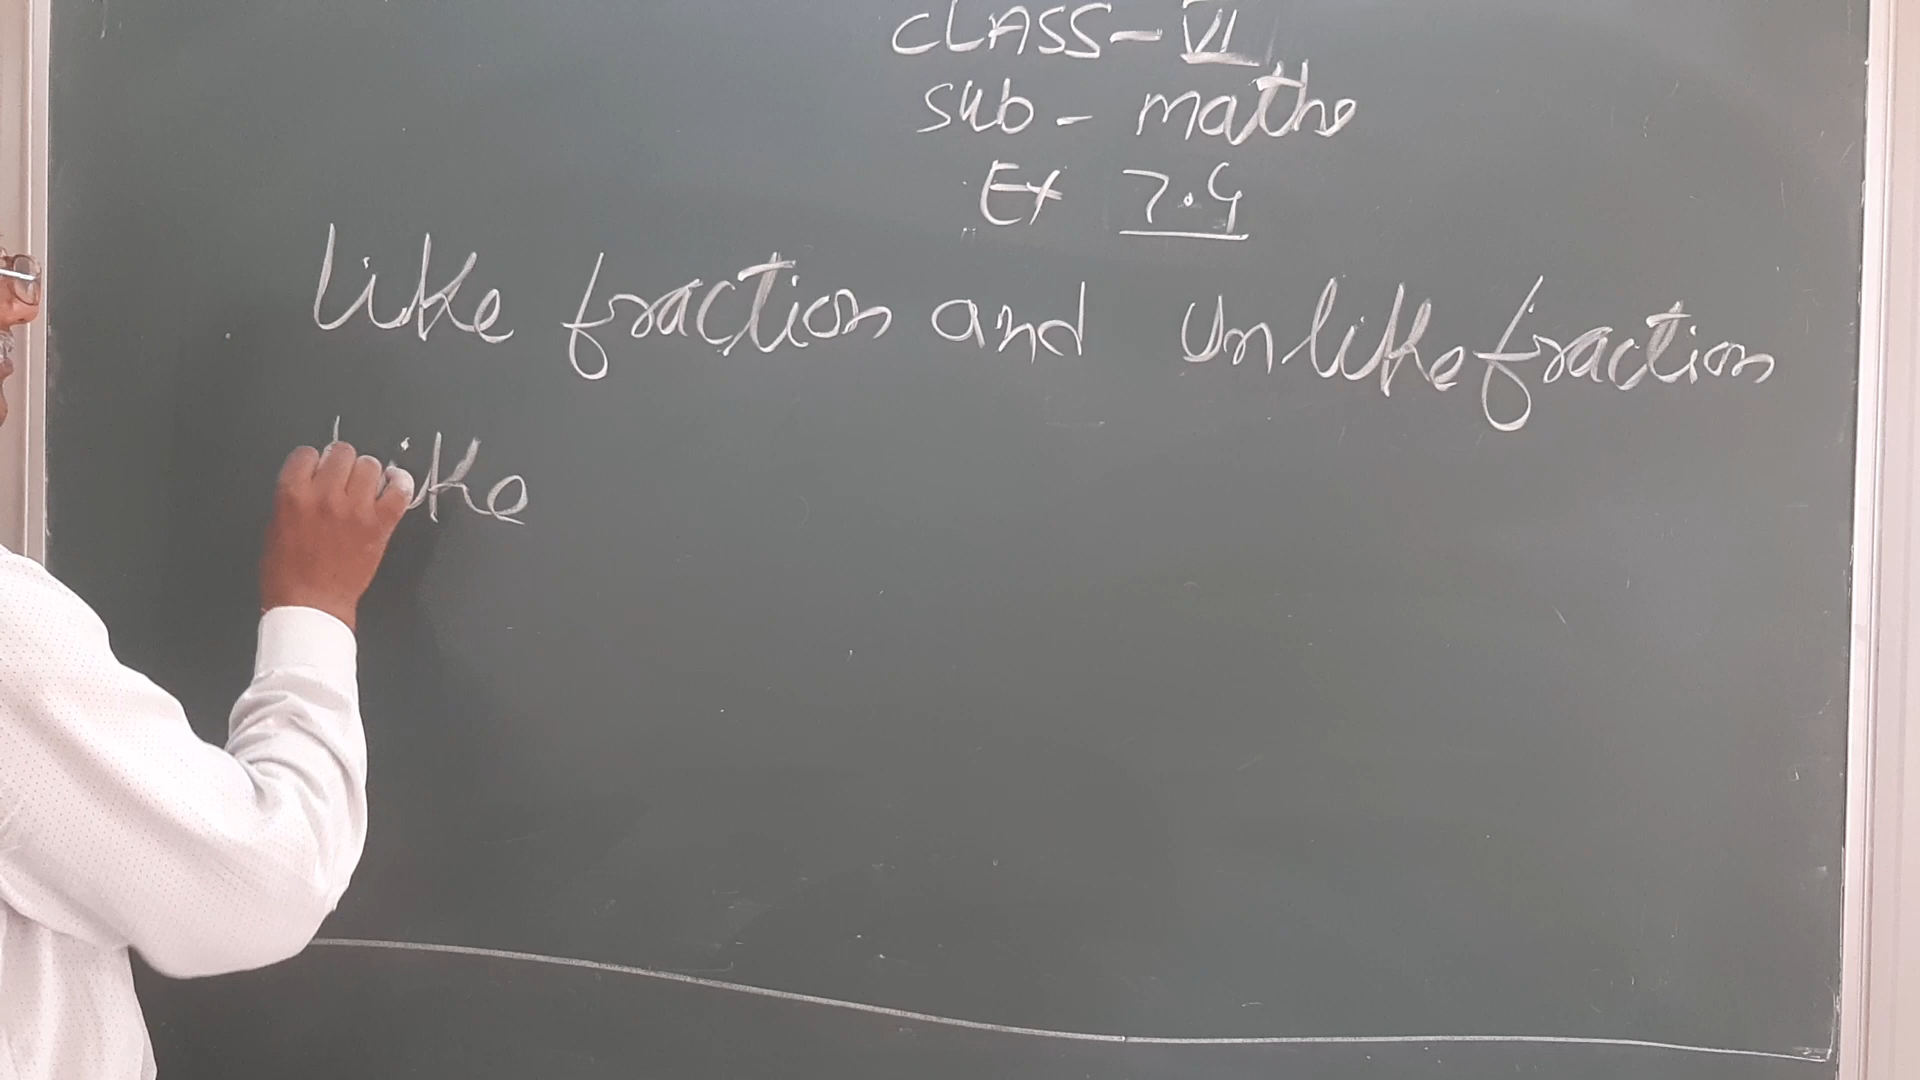 CLASS-VI
Sub - maths
Ex 7.4
Like fraction and Unlike fraction
Like